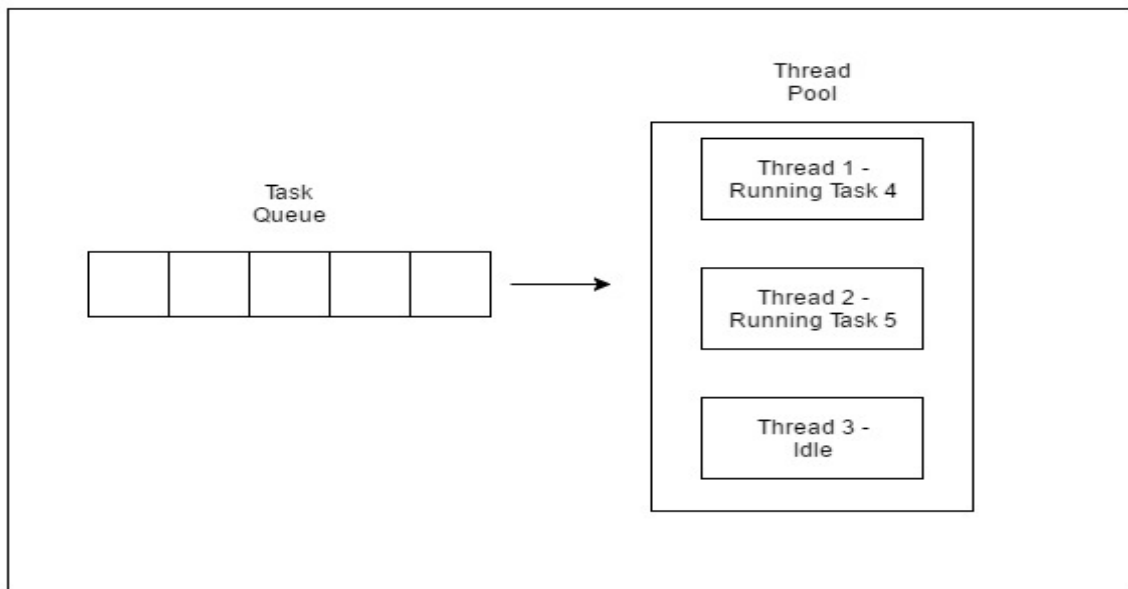 Thread
Pool
Thread 1 -
Running Task 4
Task
Queue
Thread 2 -
Running Task 5
Thread 3 -
Idle